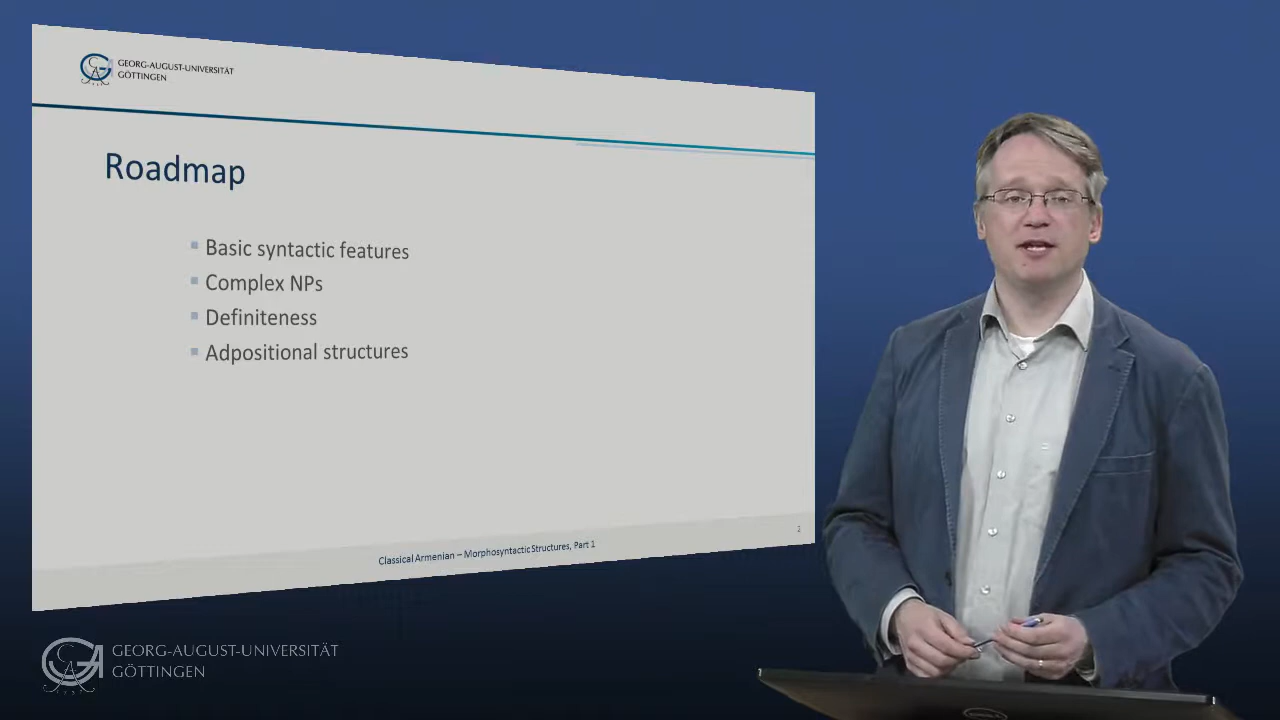 GEORG-AUGUST-UNIVERSITÄT
GÖTTINGEN
Roadmap
Basic syntactic features
Complex NPs
Definiteness
Adpositional structures
2
Classical Armenian – Morphosyntactic Structures, Part 1
GEORG-AUGUST-UNIVERSITÄT
GÖTTINGEN